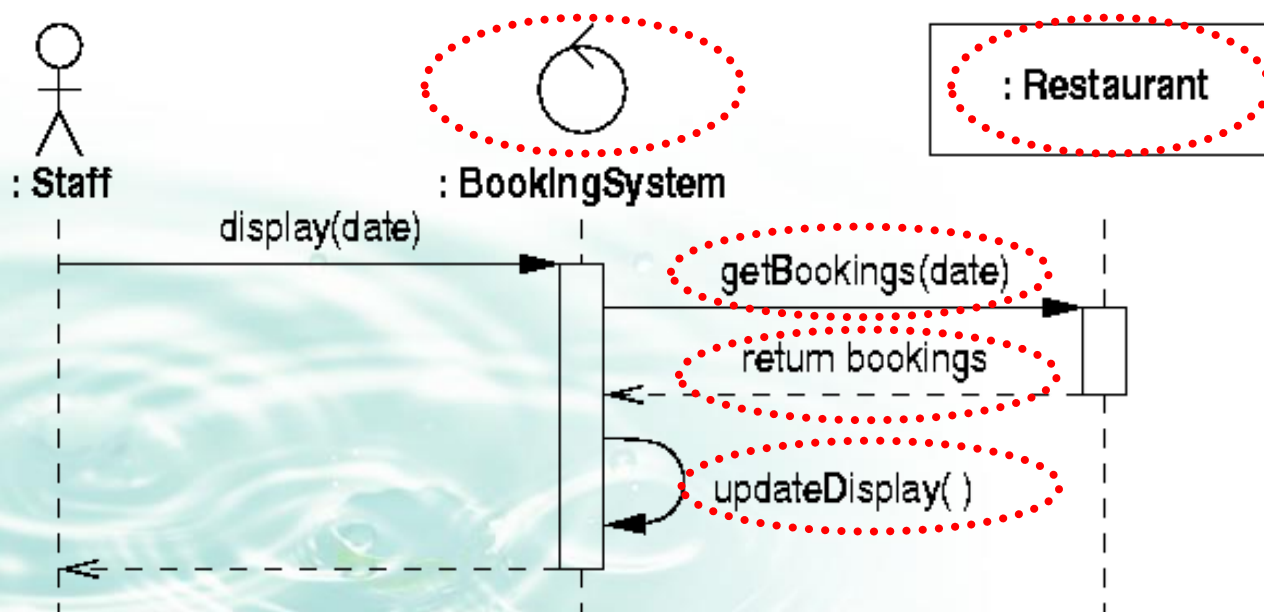 : Restaurant
: Staff
: BookingSystem
display(date)
getBookings(date)
return bookings
updateDisplay( )